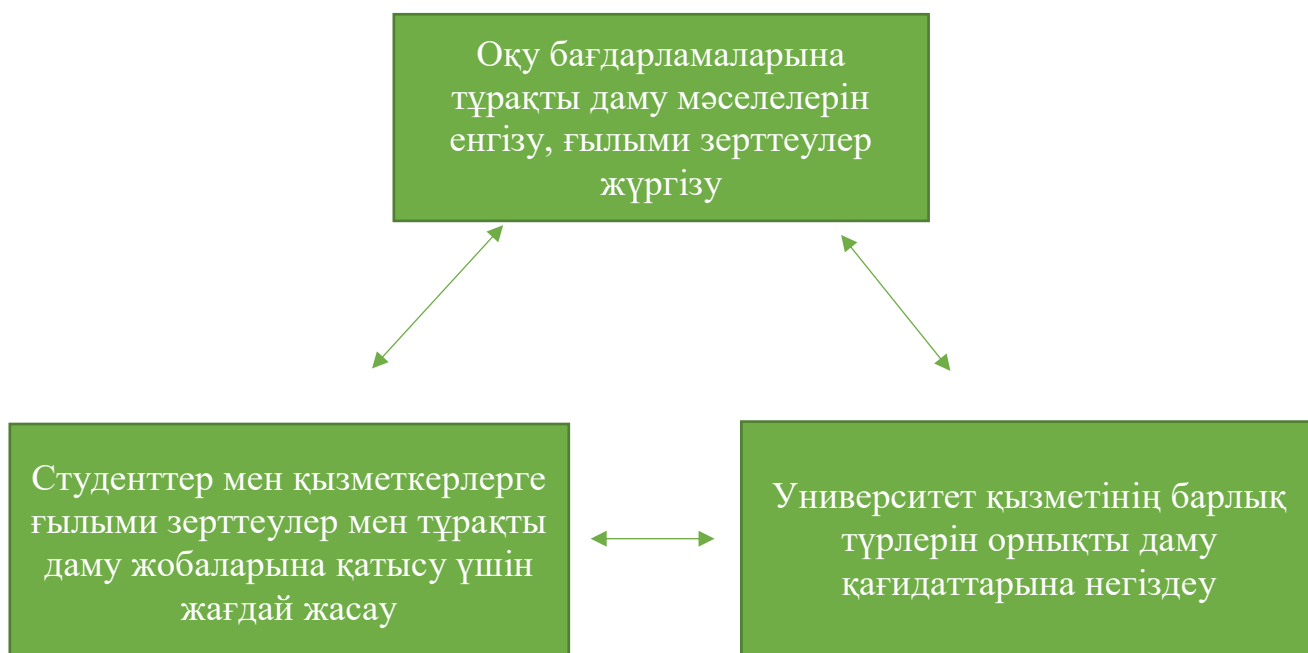 Оқу бағдарламаларына
тұрақты даму мәселелерін
енгізу, ғылыми зерттеулер
жүргізу
Студенттер мен қызметкерлерге
ғылыми зерттеулер мен тұрақты
даму жобаларына қатысу үшін
жағдай жасау
Университет қызметінің барлық
түрлерін орнықты даму
қағидаттарына негіздеу